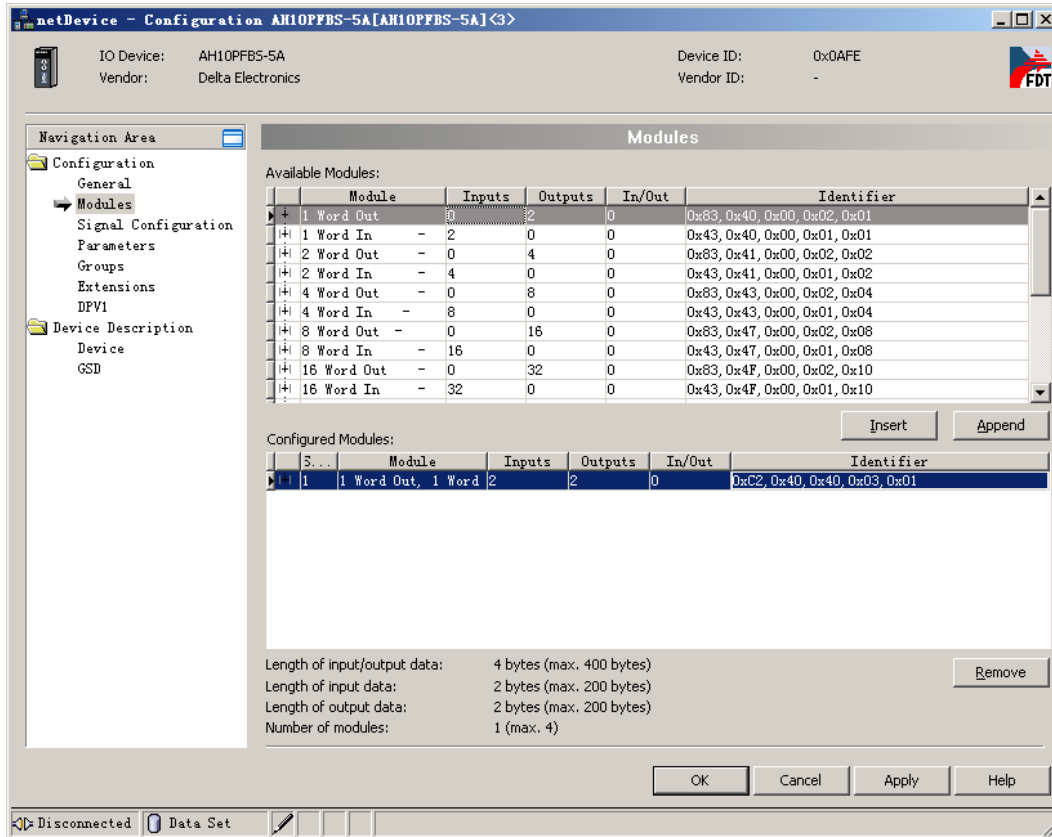 netDevice - Configuration AH10PFBS-5A[AH10PFBS-5A]<3>
IO Device: AH10PFBS-5A Device ID: 0x0AFE
Vendor: Delta Electronics Vendor ID: -
FDT
Navigation Area
Configuration
General
Modules
Signal Configuration
Parameters
Groups
Extensions
DPV1
Device Description
Device
GSD
Modules
Available Modules:
Module Inputs Outputs In/Out Identifier
1 Word Out 0 2 0 0x83, 0x40, 0x00, 0x02, 0x01
1 Word In - 2 0 0 0x43, 0x40, 0x00, 0x01, 0x01
2 Word Out - 0 4 0 0x83, 0x41, 0x00, 0x02, 0x02
2 Word In - 4 0 0 0x43, 0x41, 0x00, 0x01, 0x02
4 Word Out - 0 8 0 0x83, 0x43, 0x00, 0x02, 0x04
4 Word In - 8 0 0 0x43, 0x43, 0x00, 0x01, 0x04
8 Word Out - 0 16 0 0x83, 0x47, 0x00, 0x02, 0x08
8 Word In - 16 0 0 0x43, 0x47, 0x00, 0x01, 0x08
16 Word Out - 0 32 0 0x83, 0x4F, 0x00, 0x02, 0x10
16 Word In - 32 0 0 0x43, 0x4F, 0x00, 0x01, 0x10
Insert Append
Configured Modules:
S... Module Inputs Outputs In/Out Identifier
1 1 Word Out, 1 Word 2 2 0 0xC2, 0x40, 0x40, 0x03, 0x01
Length of input/output data: 4 bytes (max. 400 bytes)
Remove
Length of input data: 2 bytes (max. 200 bytes)
Length of output data: 2 bytes (max. 200 bytes)
Number of modules: 1 (max. 4)
OK Cancel Apply Help
Disconnected Data Set